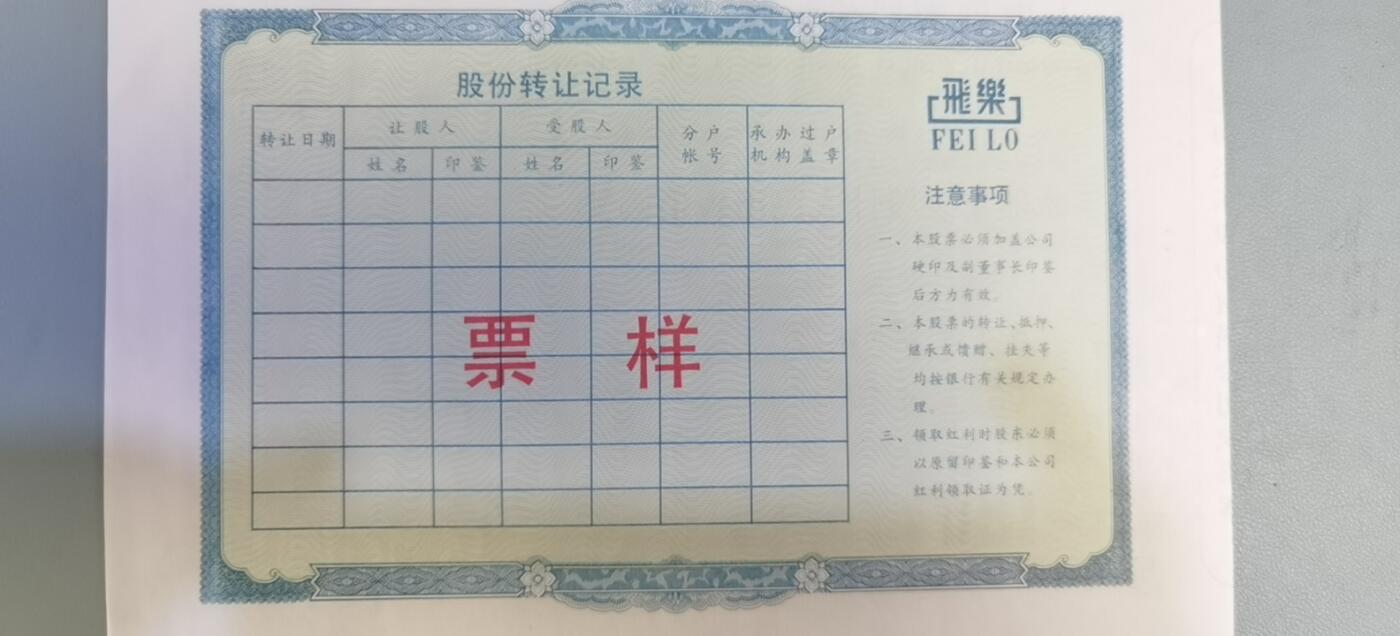 股份转让记录
转让日期
让股人
受股人
分户
帐号
承办过户
机构盖章
姓名
印鉴
姓名
印鉴
票样
飛樂
FEI LO
注意事项
一、本股票必须加盖公司
硬印及副董事长印鉴
后方为有效。
二、本股票的转让、抵押、
继承或馈赠、挂失等
均按银行有关规定办
理。
三、领取红利时股东必须
以原留印鉴和本公司
红利领取证为凭。